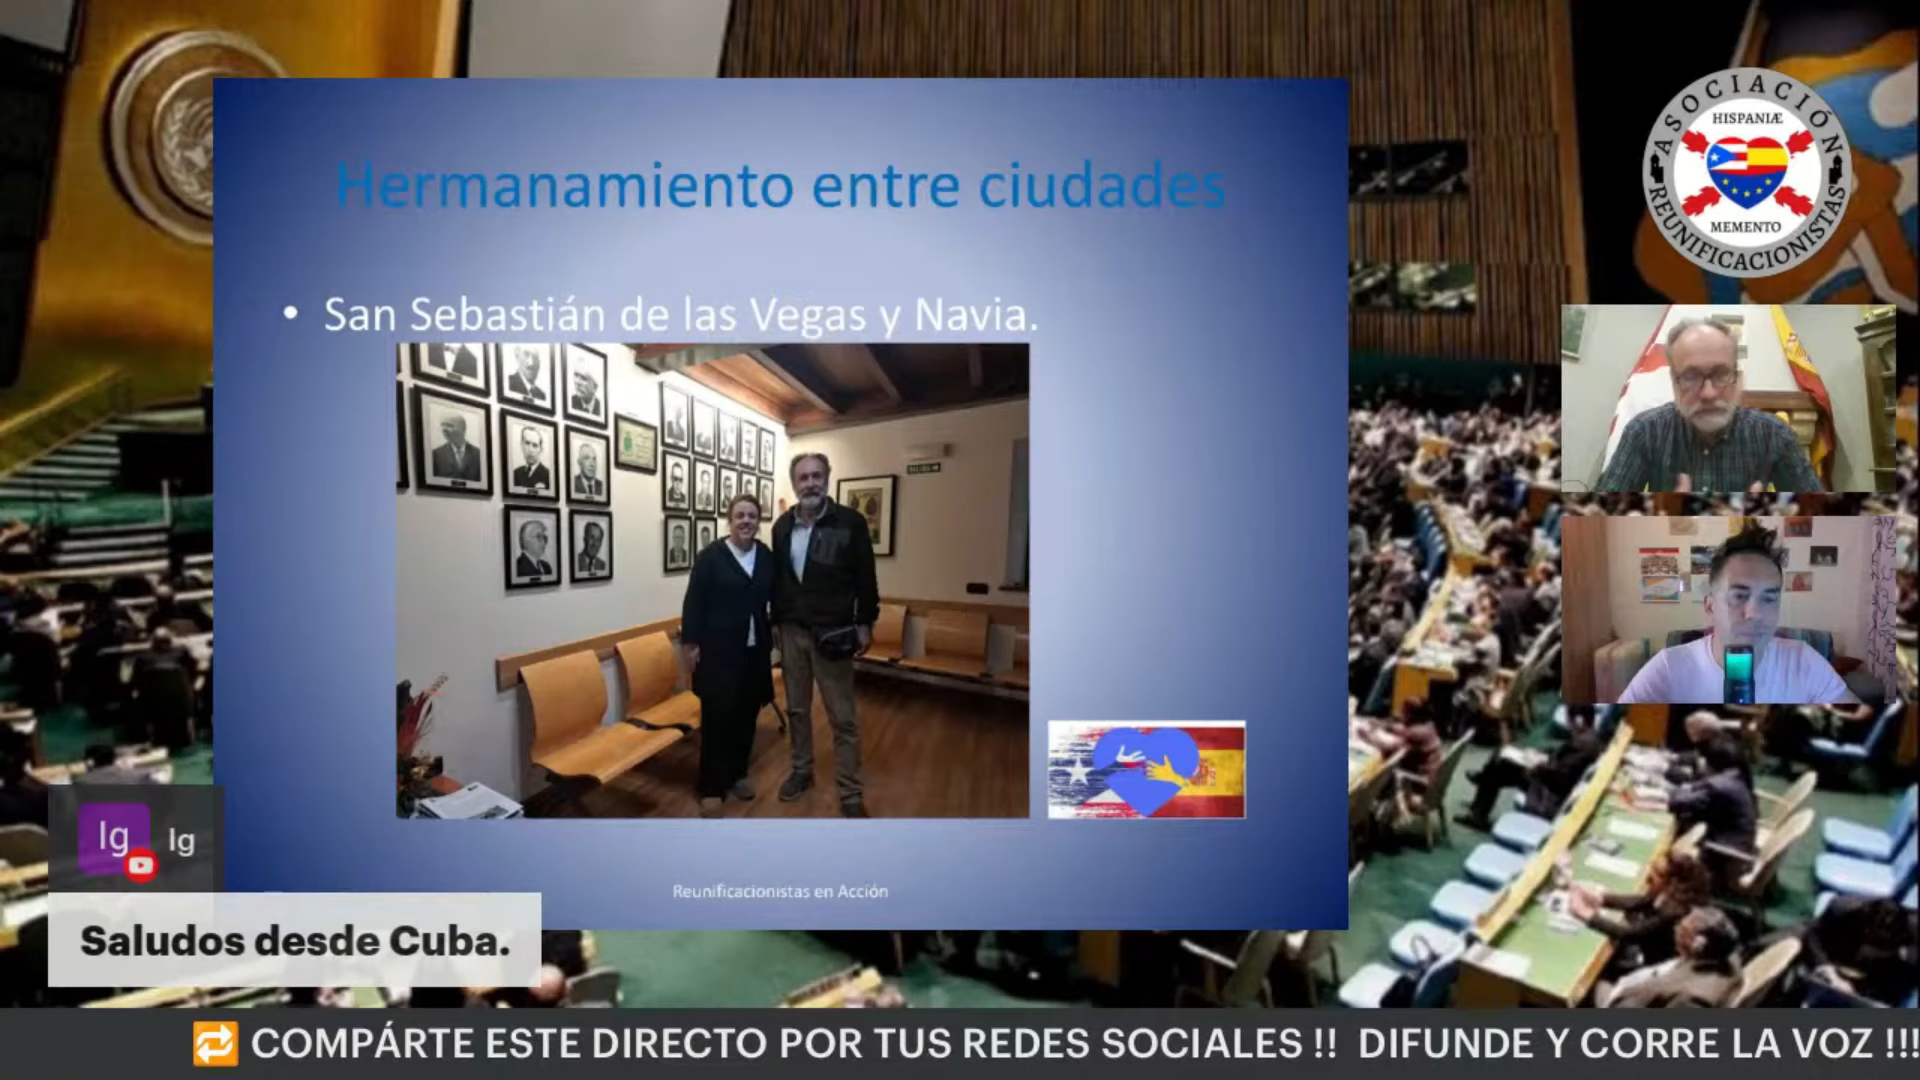 Hermanamiento entre ciudades
• San Sebastián de las Vegas y Navia.
Reunificacionistas en Acción
ASOCIACIÓN
HISPANIÆ
MEMENTO
REUNIFICACIONISTAS
Ig
Ig
Saludos desde Cuba.
🔁 COMPÁRTE ESTE DIRECTO POR TUS REDES SOCIALES !! DIFUNDE Y CORRE LA VOZ !!!